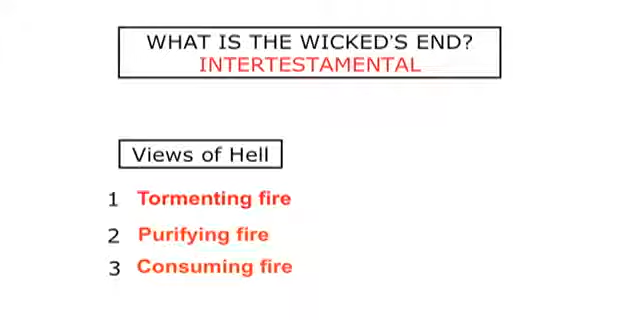 WHAT IS THE WICKED'S END?
INTERTESTAMENTAL
Views of Hell
1 Tormenting fire
2 Purifying fire
3 Consuming fire